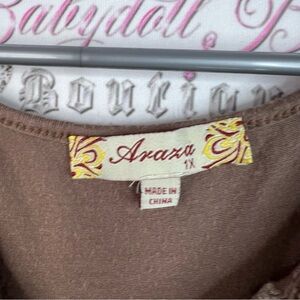 Babydoll
Boutique
Araza
1X
MADE IN
CHINA